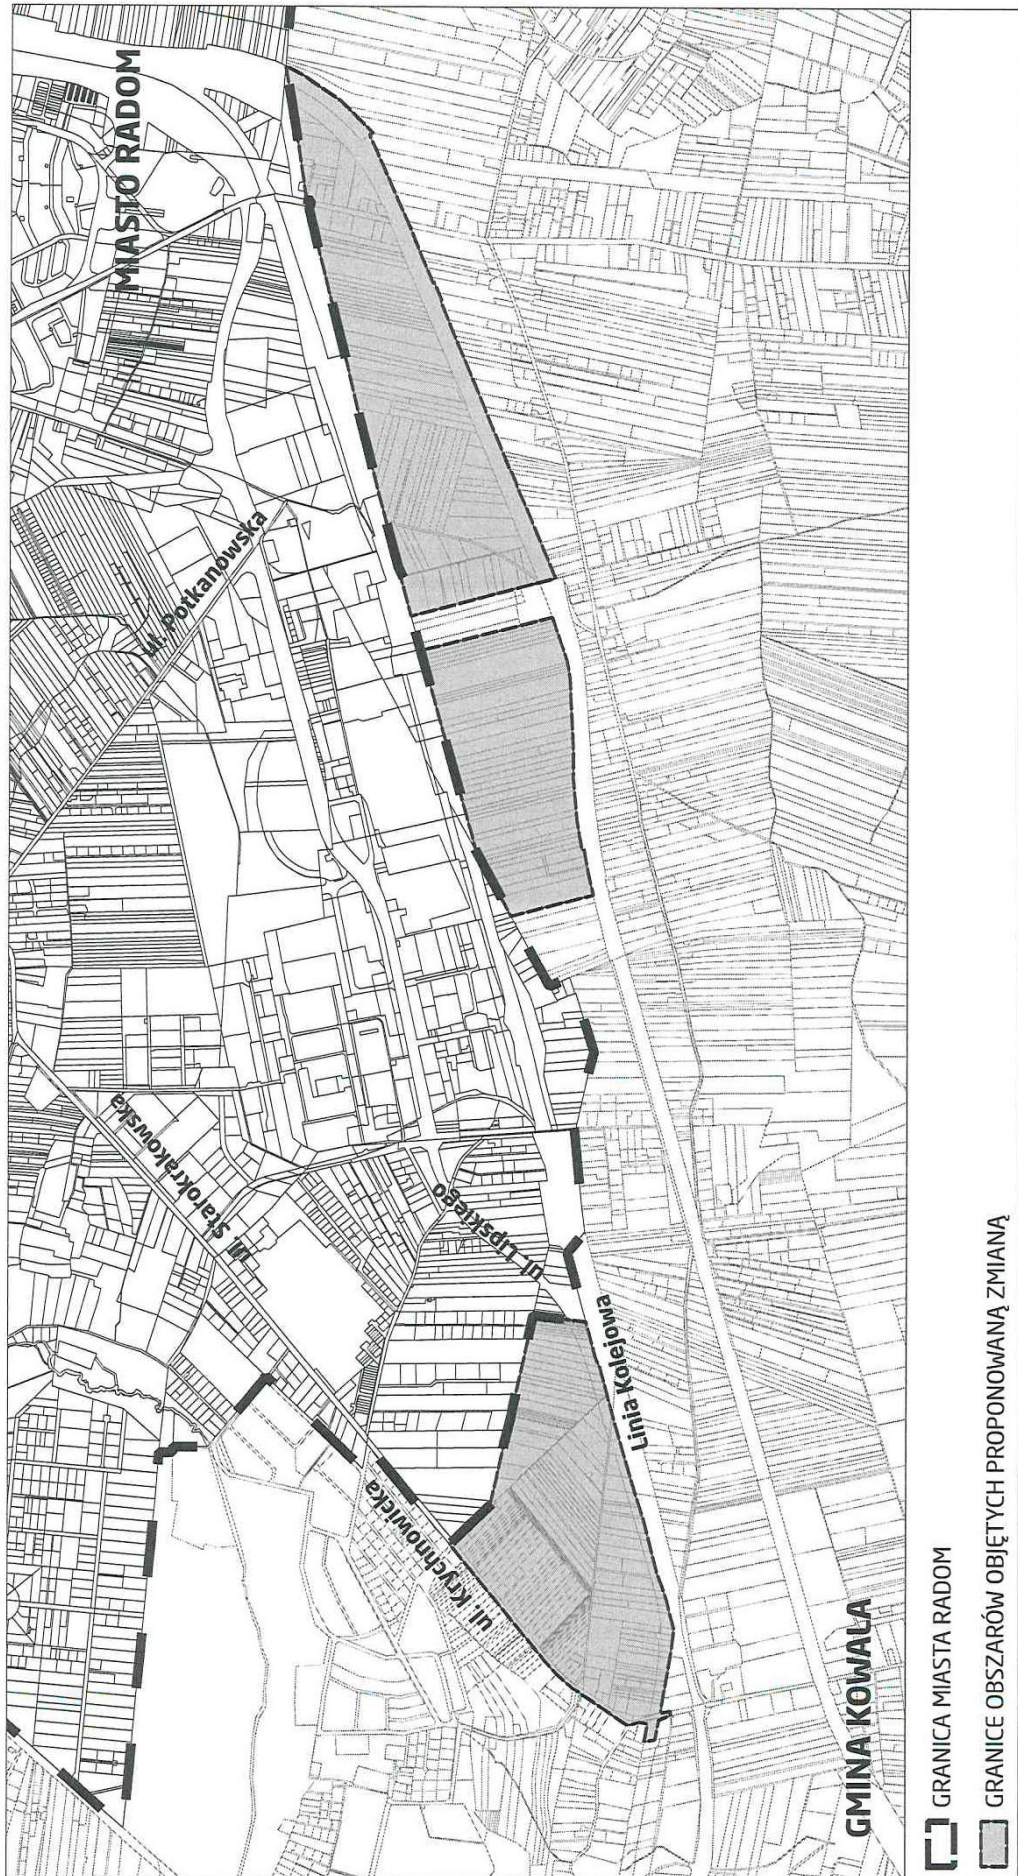 MIASTO RADOM
ul. Potkanowska
ul. Starokrakowska
ul. Lipskiego
Linia Kolejowa
ul. Krychnowicka
GMINA KOWALA
GRANICA MIASTA RADOM
GRANICE OBSZARÓW OBJĘTYCH PROPONOWANĄ ZMIANĄ